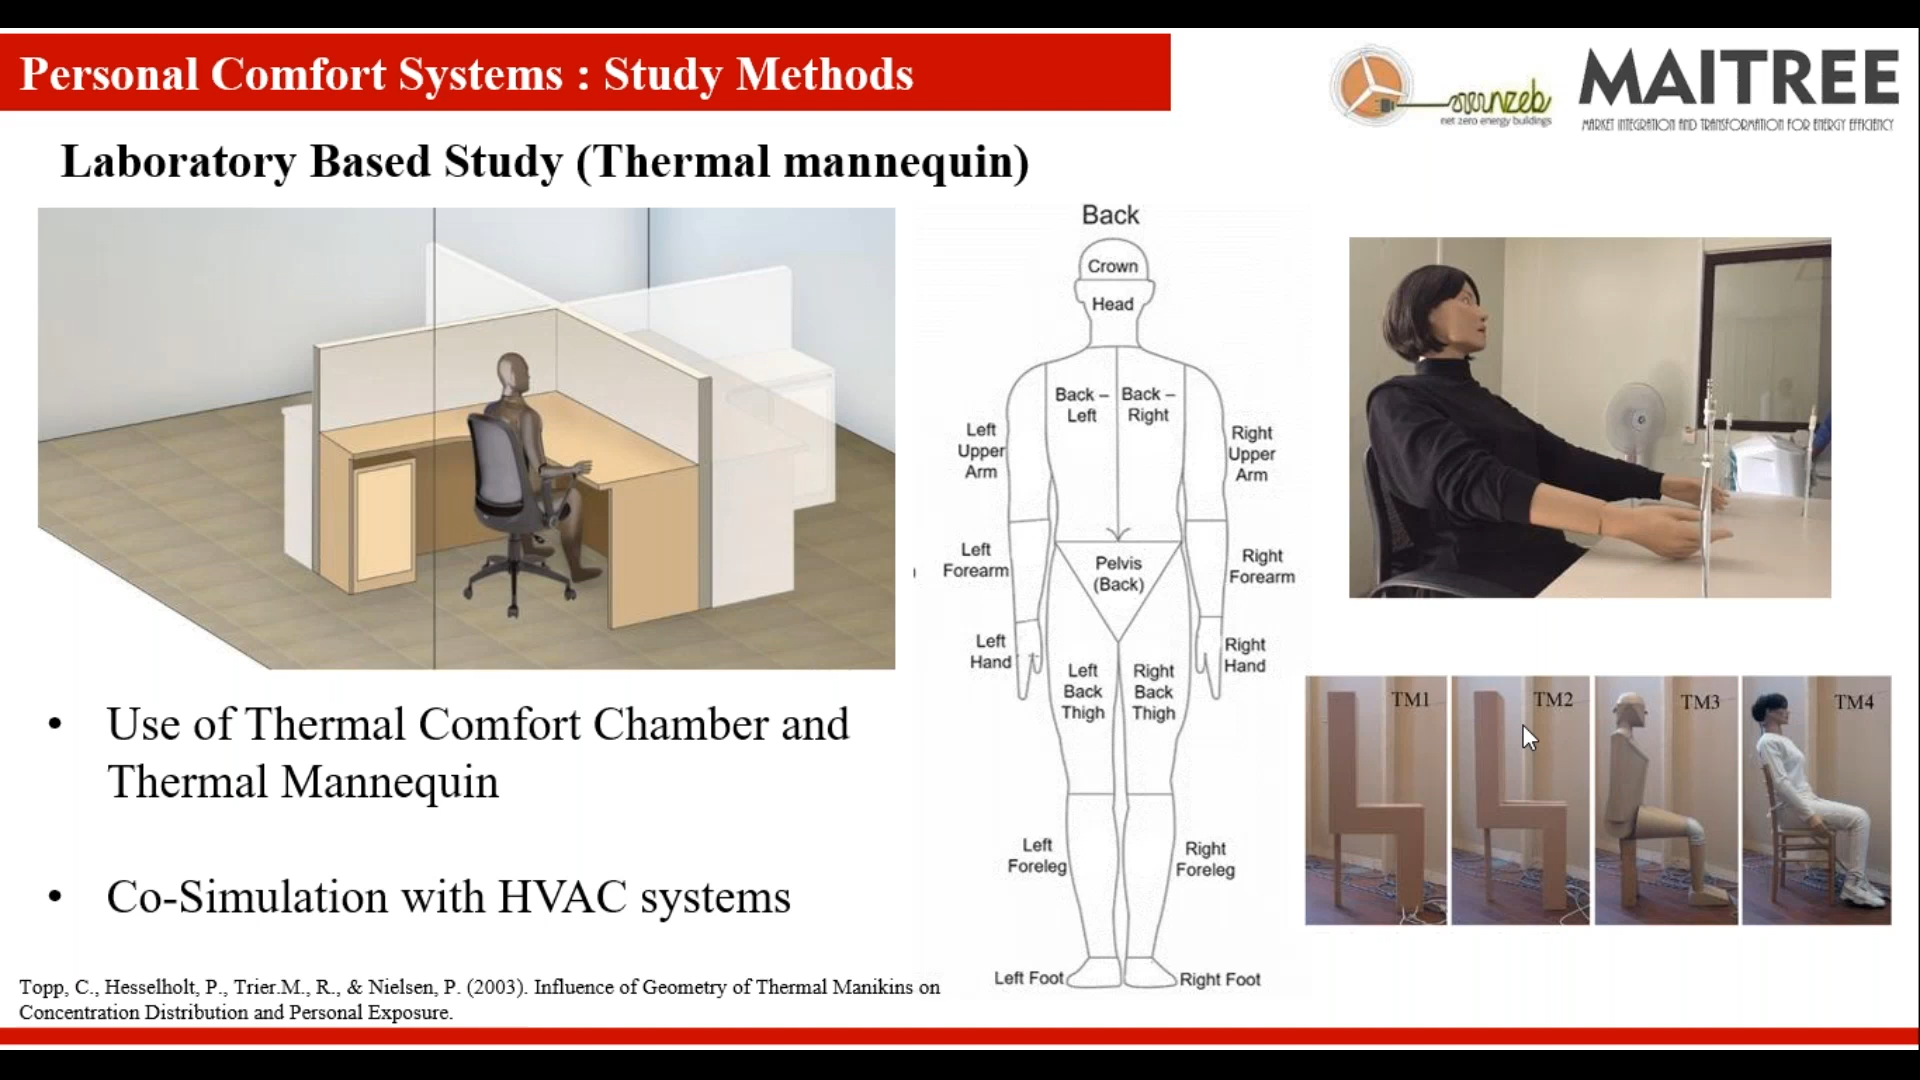 Personal Comfort Systems : Study Methods
nzeb
net zero energy buildings
MAITREE
MARKET INTEGRATION AND TRANSFORMATION FOR ENERGY EFFICIENCY
Laboratory Based Study (Thermal mannequin)
Back
Crown
Head
Back –
Left
Back –
Right
Left
Upper
Arm
Right
Upper
Arm
Left
Forearm
Right
Forearm
Pelvis
(Back)
Left
Hand
Right
Hand
Left
Back
Thigh
Right
Back
Thigh
Left
Foreleg
Right
Foreleg
Left Foot
Right Foot
TM1
TM2
TM3
TM4
• Use of Thermal Comfort Chamber and
Thermal Mannequin
• Co-Simulation with HVAC systems
Topp, C., Hesselholt, P., Trier.M., R., & Nielsen, P. (2003). Influence of Geometry of Thermal Manikins on
Concentration Distribution and Personal Exposure.